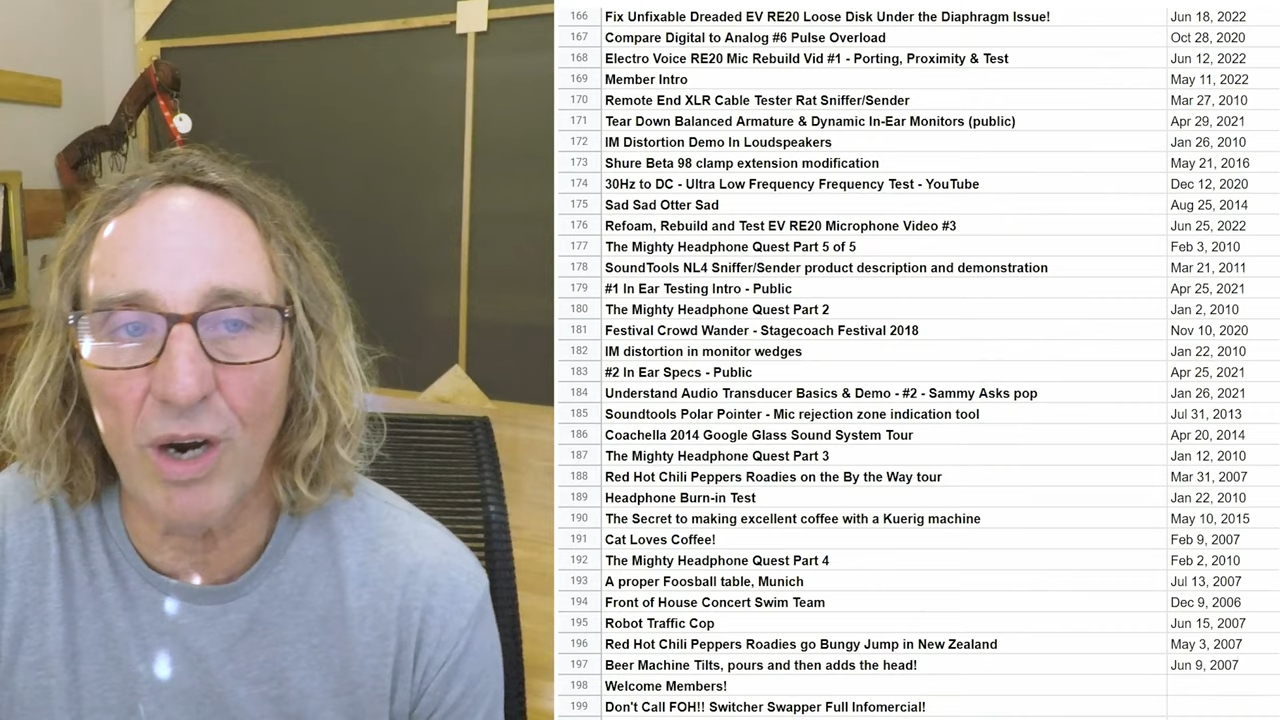 166 Fix Unfixable Dreaded EV RE20 Loose Disk Under the Diaphragm Issue! Jun 18, 2022
167 Compare Digital to Analog #6 Pulse Overload Oct 28, 2020
168 Electro Voice RE20 Mic Rebuild Vid #1 - Porting, Proximity & Test Jun 12, 2022
169 Member Intro May 11, 2022
170 Remote End XLR Cable Tester Rat Sniffer/Sender Mar 27, 2010
171 Tear Down Balanced Armature & Dynamic In-Ear Monitors (public) Apr 29, 2021
172 IM Distortion Demo In Loudspeakers Jan 26, 2010
173 Shure Beta 98 clamp extension modification May 21, 2016
174 30Hz to DC - Ultra Low Frequency Frequency Test - YouTube Dec 12, 2020
175 Sad Sad Otter Sad Aug 25, 2014
176 Refoam, Rebuild and Test EV RE20 Microphone Video #3 Jun 25, 2022
177 The Mighty Headphone Quest Part 5 of 5 Feb 3, 2010
178 SoundTools NL4 Sniffer/Sender product description and demonstration Mar 21, 2011
179 #1 In Ear Testing Intro - Public Apr 25, 2021
180 The Mighty Headphone Quest Part 2 Jan 2, 2010
181 Festival Crowd Wander - Stagecoach Festival 2018 Nov 10, 2020
182 IM distortion in monitor wedges Jan 22, 2010
183 #2 In Ear Specs - Public Apr 25, 2021
184 Understand Audio Transducer Basics & Demo - #2 - Sammy Asks pop Jan 26, 2021
185 Soundtools Polar Pointer - Mic rejection zone indication tool Jul 31, 2013
186 Coachella 2014 Google Glass Sound System Tour Apr 20, 2014
187 The Mighty Headphone Quest Part 3 Jan 12, 2010
188 Red Hot Chili Peppers Roadies on the By the Way tour Mar 31, 2007
189 Headphone Burn-in Test Jan 22, 2010
190 The Secret to making excellent coffee with a Kuerig machine May 10, 2015
191 Cat Loves Coffee! Feb 9, 2007
192 The Mighty Headphone Quest Part 4 Feb 2, 2010
193 A proper Foosball table, Munich Jul 13, 2007
194 Front of House Concert Swim Team Dec 9, 2006
195 Robot Traffic Cop Jun 15, 2007
196 Red Hot Chili Peppers Roadies go Bungy Jump in New Zealand May 3, 2007
197 Beer Machine Tilts, pours and then adds the head! Jun 9, 2007
198 Welcome Members!
199 Don't Call FOH!! Switcher Swapper Full Infomercial!